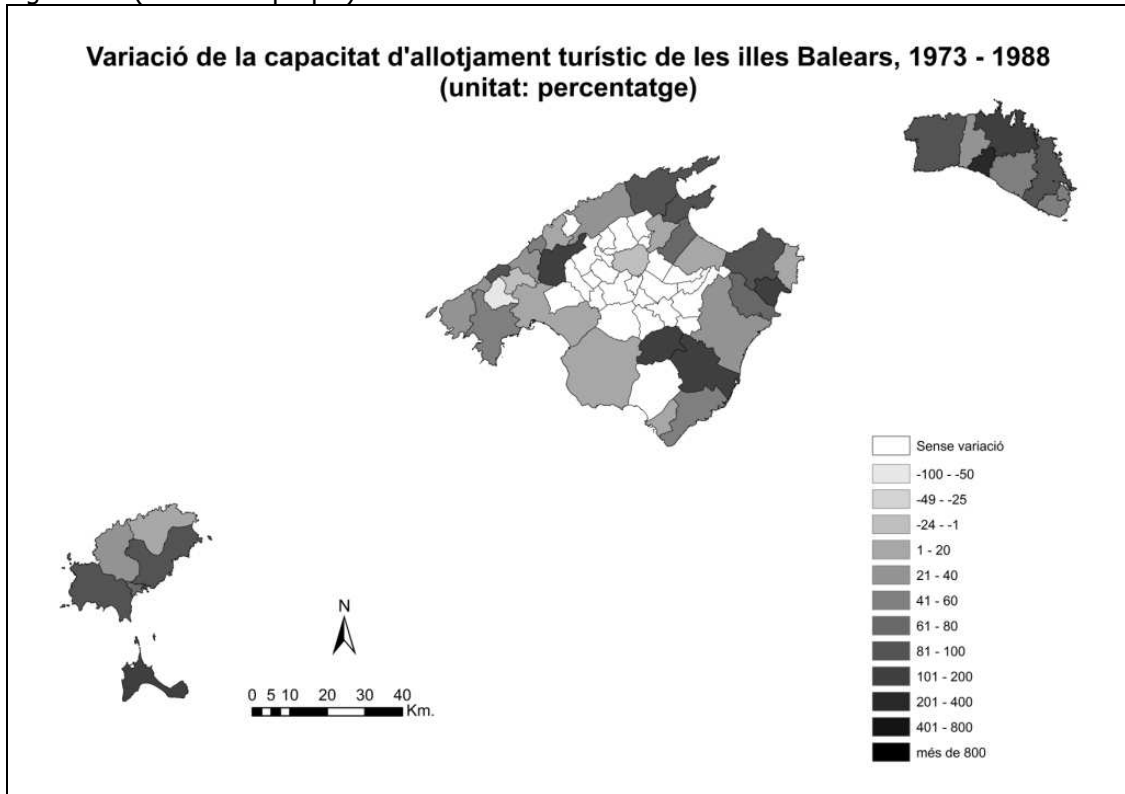 Variació de la capacitat d'allotjament turístic de les illes Balears, 1973 - 1988
(unitat: percentatge)
Sense variació
-100 - -50
-49 - -25
-24 - -1
1 - 20
21 - 40
41 - 60
61 - 80
81 - 100
101 - 200
201 - 400
401 - 800
més de 800
N
0 5 10 20 30 40
Km.